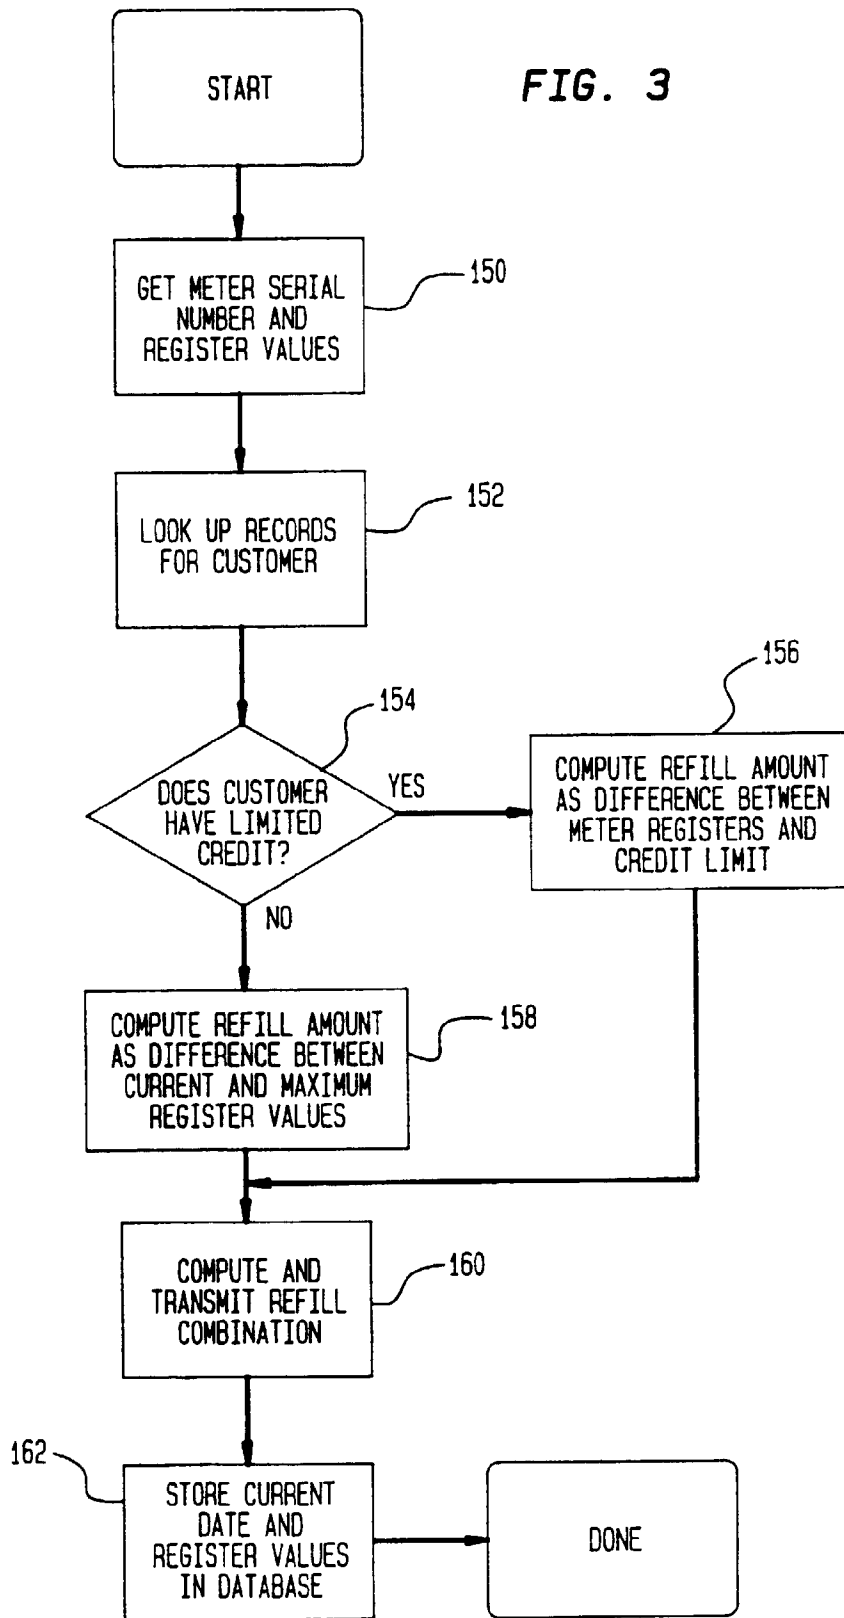 START
FIG. 3
GET METER SERIAL
NUMBER AND
REGISTER VALUES
150
LOOK UP RECORDS
FOR CUSTOMER
152
DOES CUSTOMER
HAVE LIMITED
CREDIT?
154
YES
156
COMPUTE REFILL AMOUNT
AS DIFFERENCE BETWEEN
METER REGISTERS AND
CREDIT LIMIT
NO
COMPUTE REFILL AMOUNT
AS DIFFERENCE BETWEEN
CURRENT AND MAXIMUM
REGISTER VALUES
158
COMPUTE AND
TRANSMIT REFILL
COMBINATION
160
162
STORE CURRENT
DATE AND
REGISTER VALUES
IN DATABASE
DONE